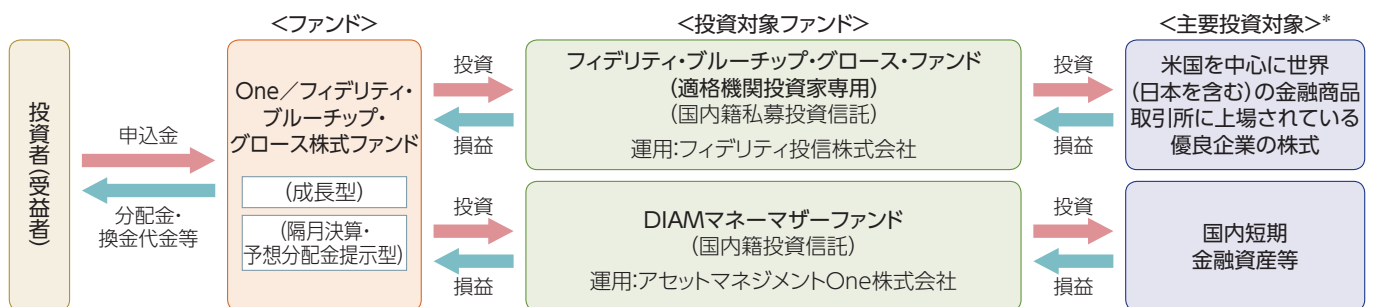 <ファンド>
<投資対象ファンド>
<主要投資対象>*
投資者(受益者)
申込金
分配金・
換金代金等
One／フィデリティ・
ブルーチップ・
グロース株式ファンド
(成長型)
(隔月決算・
予想分配金提示型)
投資
損益
フィデリティ・ブルーチップ・グロース・ファンド
(適格機関投資家専用)
(国内籍私募投資信託)
運用:フィデリティ投信株式会社
投資
損益
米国を中心に世界
(日本を含む)の金融商品
取引所に上場されている
優良企業の株式
投資
損益
DIAMマネーマザーファンド
(国内籍投資信託)
運用:アセットマネジメントOne株式会社
投資
損益
国内短期
金融資産等